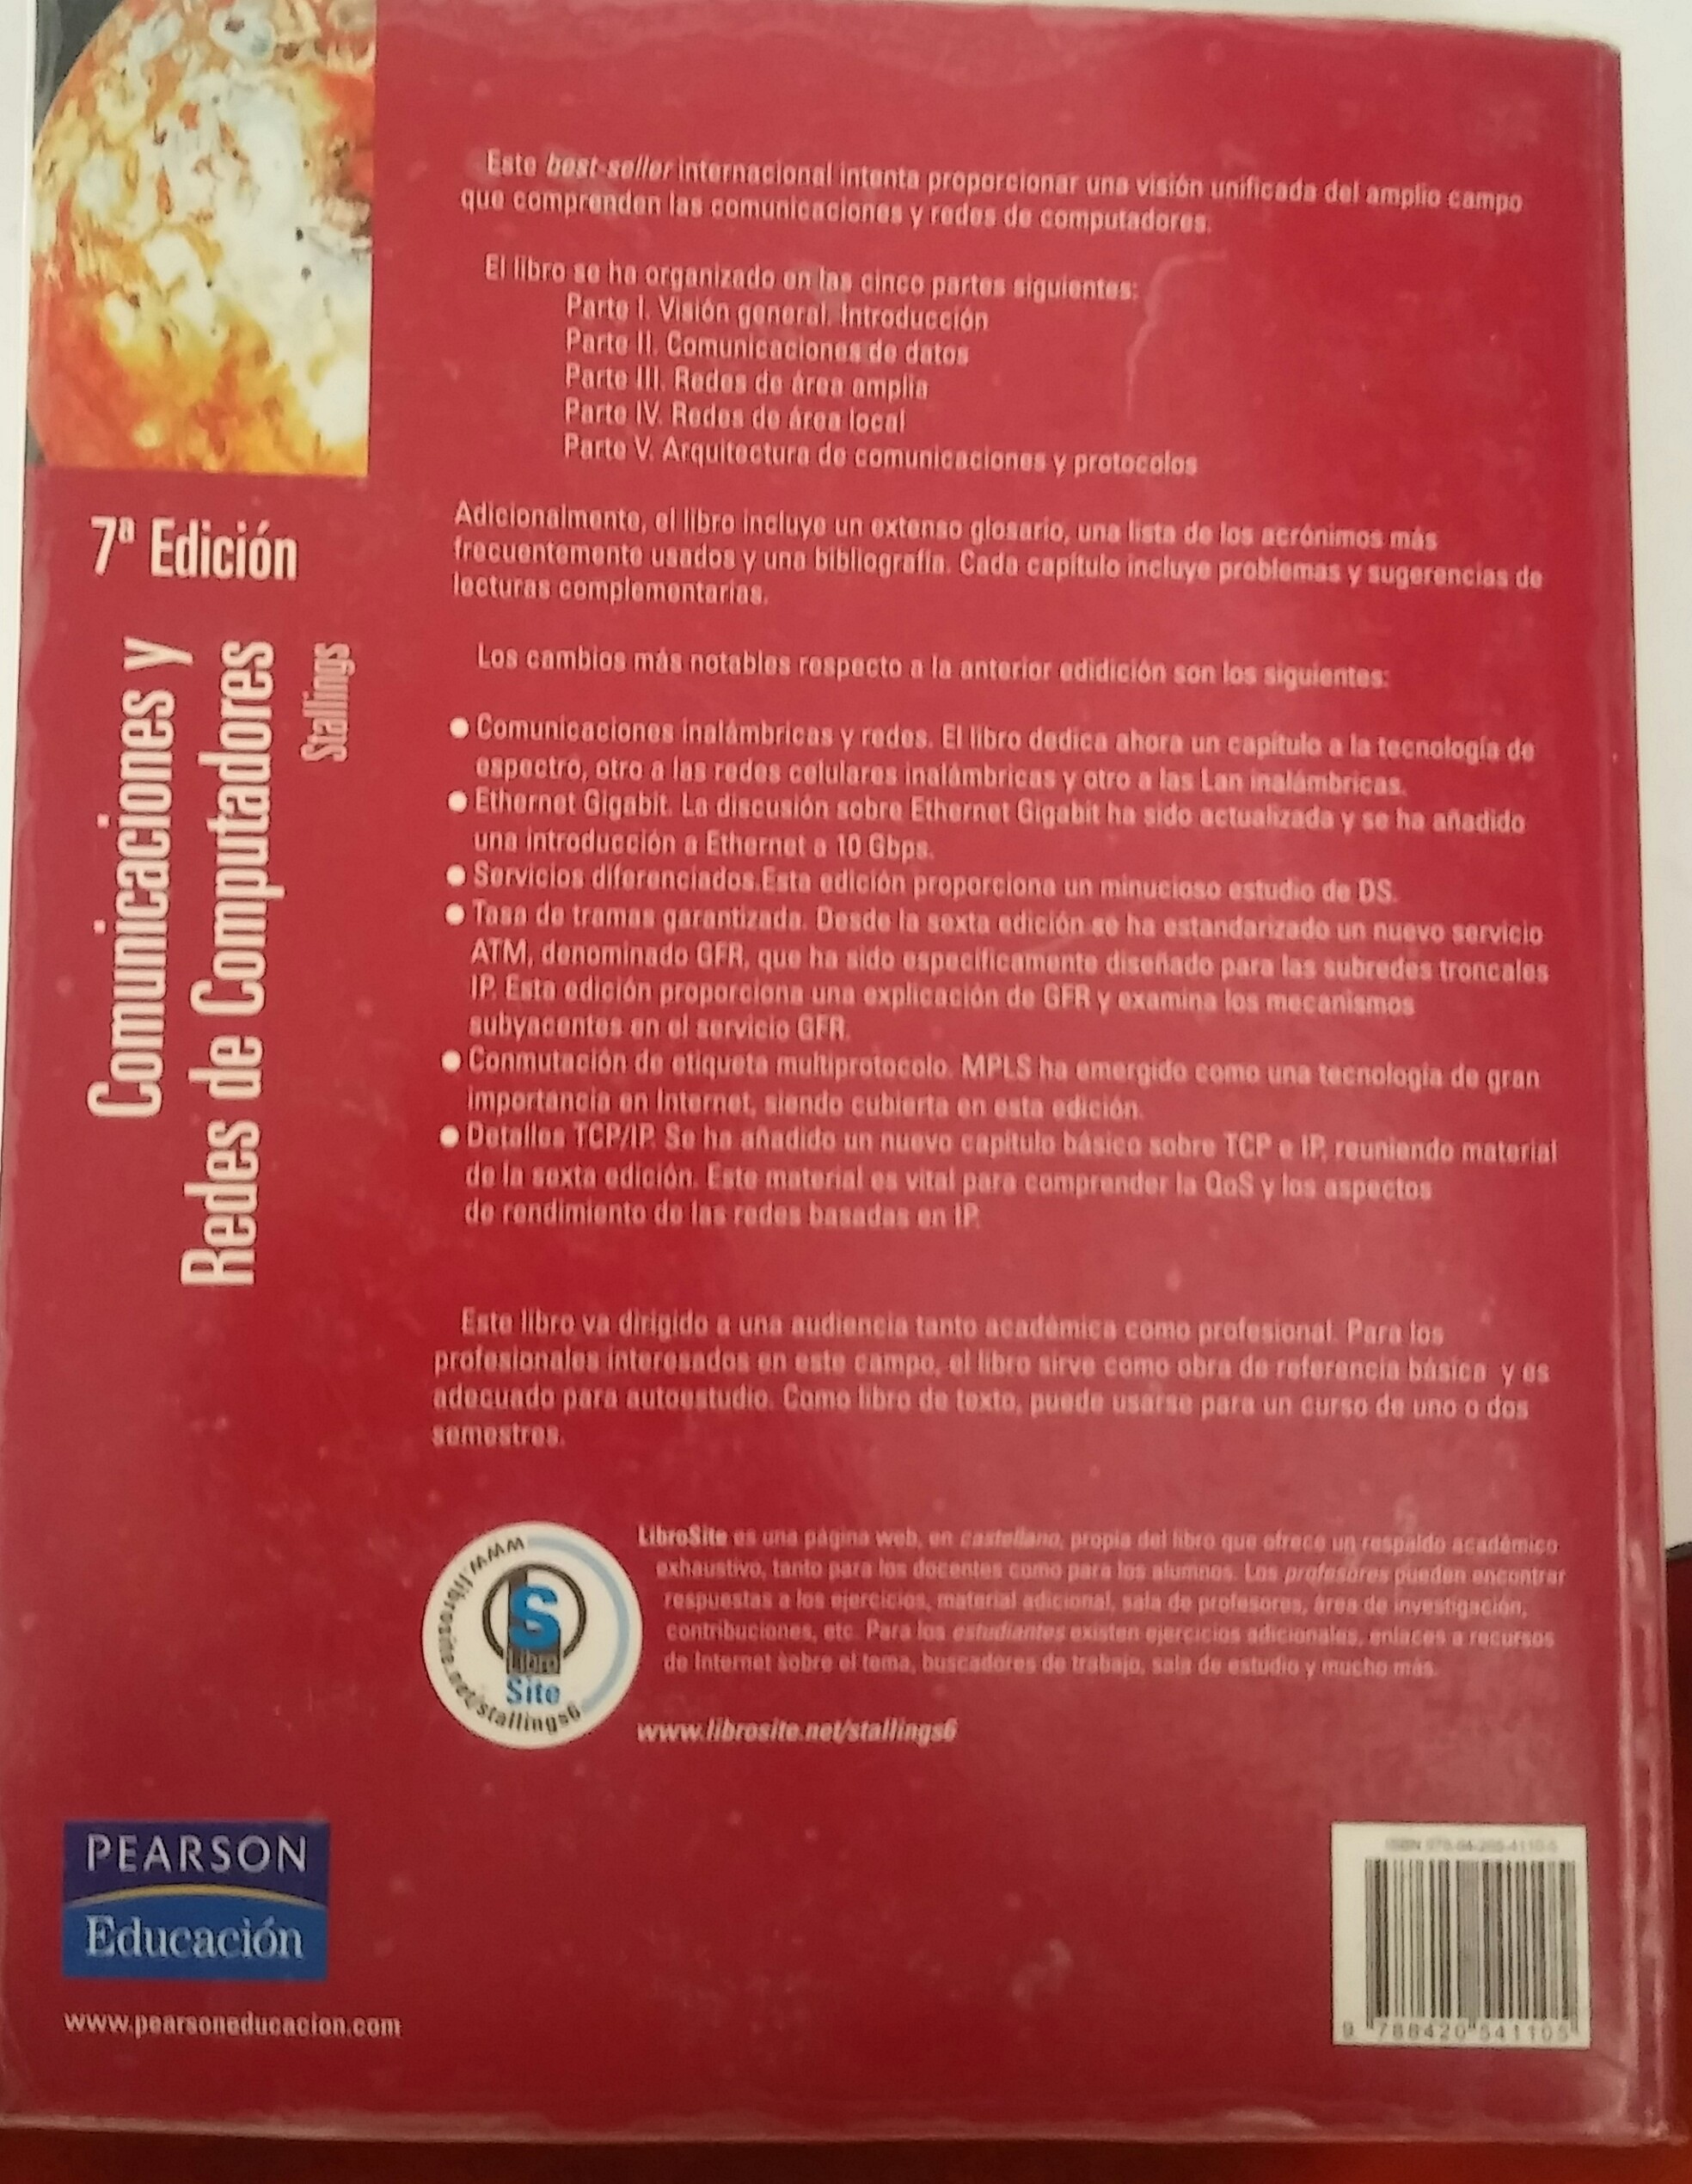 Este best-seller internacional intenta proporcionar una visión unificada del amplio campo
que comprenden las comunicaciones y redes de computadores.
El libro se ha organizado en las cinco partes siguientes:
Parte I. Visión general. Introducción
Parte II. Comunicaciones de datos
Parte III. Redes de área amplia
Parte IV. Redes de área local
Parte V. Arquitectura de comunicaciones y protocolos
Adicionalmente, el libro incluye un extenso glosario, una lista de los acrónimos más
frecuentemente usados y una bibliografía. Cada capítulo incluye problemas y sugerencias de
lecturas complementarias.
Los cambios más notables respecto a la anterior edidición son los siguientes:
● Comunicaciones inalámbricas y redes. El libro dedica ahora un capítulo a la tecnología de
espectro, otro a las redes celulares inalámbricas y otro a las Lan inalámbricas.
● Ethernet Gigabit. La discusión sobre Ethernet Gigabit ha sido actualizada y se ha añadido
una introducción a Ethernet a 10 Gbps.
● Servicios diferenciados.Esta edición proporciona un minucioso estudio de DS.
● Tasa de tramas garantizada. Desde la sexta edición se ha estandarizado un nuevo servicio
ATM, denominado GFR, que ha sido específicamente diseñado para las subredes troncales
IP. Esta edición proporciona una explicación de GFR y examina los mecanismos
subyacentes en el servicio GFR.
● Conmutación de etiqueta multiprotocolo. MPLS ha emergido como una tecnología de gran
importancia en Internet, siendo cubierta en esta edición.
● Detalles TCP/IP. Se ha añadido un nuevo capítulo básico sobre TCP e IP, reuniendo material
de la sexta edición. Este material es vital para comprender la QoS y los aspectos
de rendimiento de las redes basadas en IP.
Este libro va dirigido a una audiencia tanto académica como profesional. Para los
profesionales interesados en este campo, el libro sirve como obra de referencia básica y es
adecuado para autoestudio. Como libro de texto, puede usarse para un curso de uno o dos
semestres.
LibroSite es una página web, en castellano, propia del libro que ofrece un respaldo académico
exhaustivo, tanto para los docentes como para los alumnos. Los profesores pueden encontrar
respuestas a los ejercicios, material adicional, sala de profesores, área de investigación,
contribuciones, etc. Para los estudiantes existen ejercicios adicionales, enlaces a recursos
de Internet sobre el tema, buscadores de trabajo, sala de estudio y mucho más.
www.librosite.net/stallings6
www.librosite.net/stallings6
LS
Libro
Site
7ª Edición
Comunicaciones y
Redes de Computadores
Stallings
PEARSON
Educación
www.pearsoneducacion.com
ISBN 978-84-205-4110-5
9 788420 541105